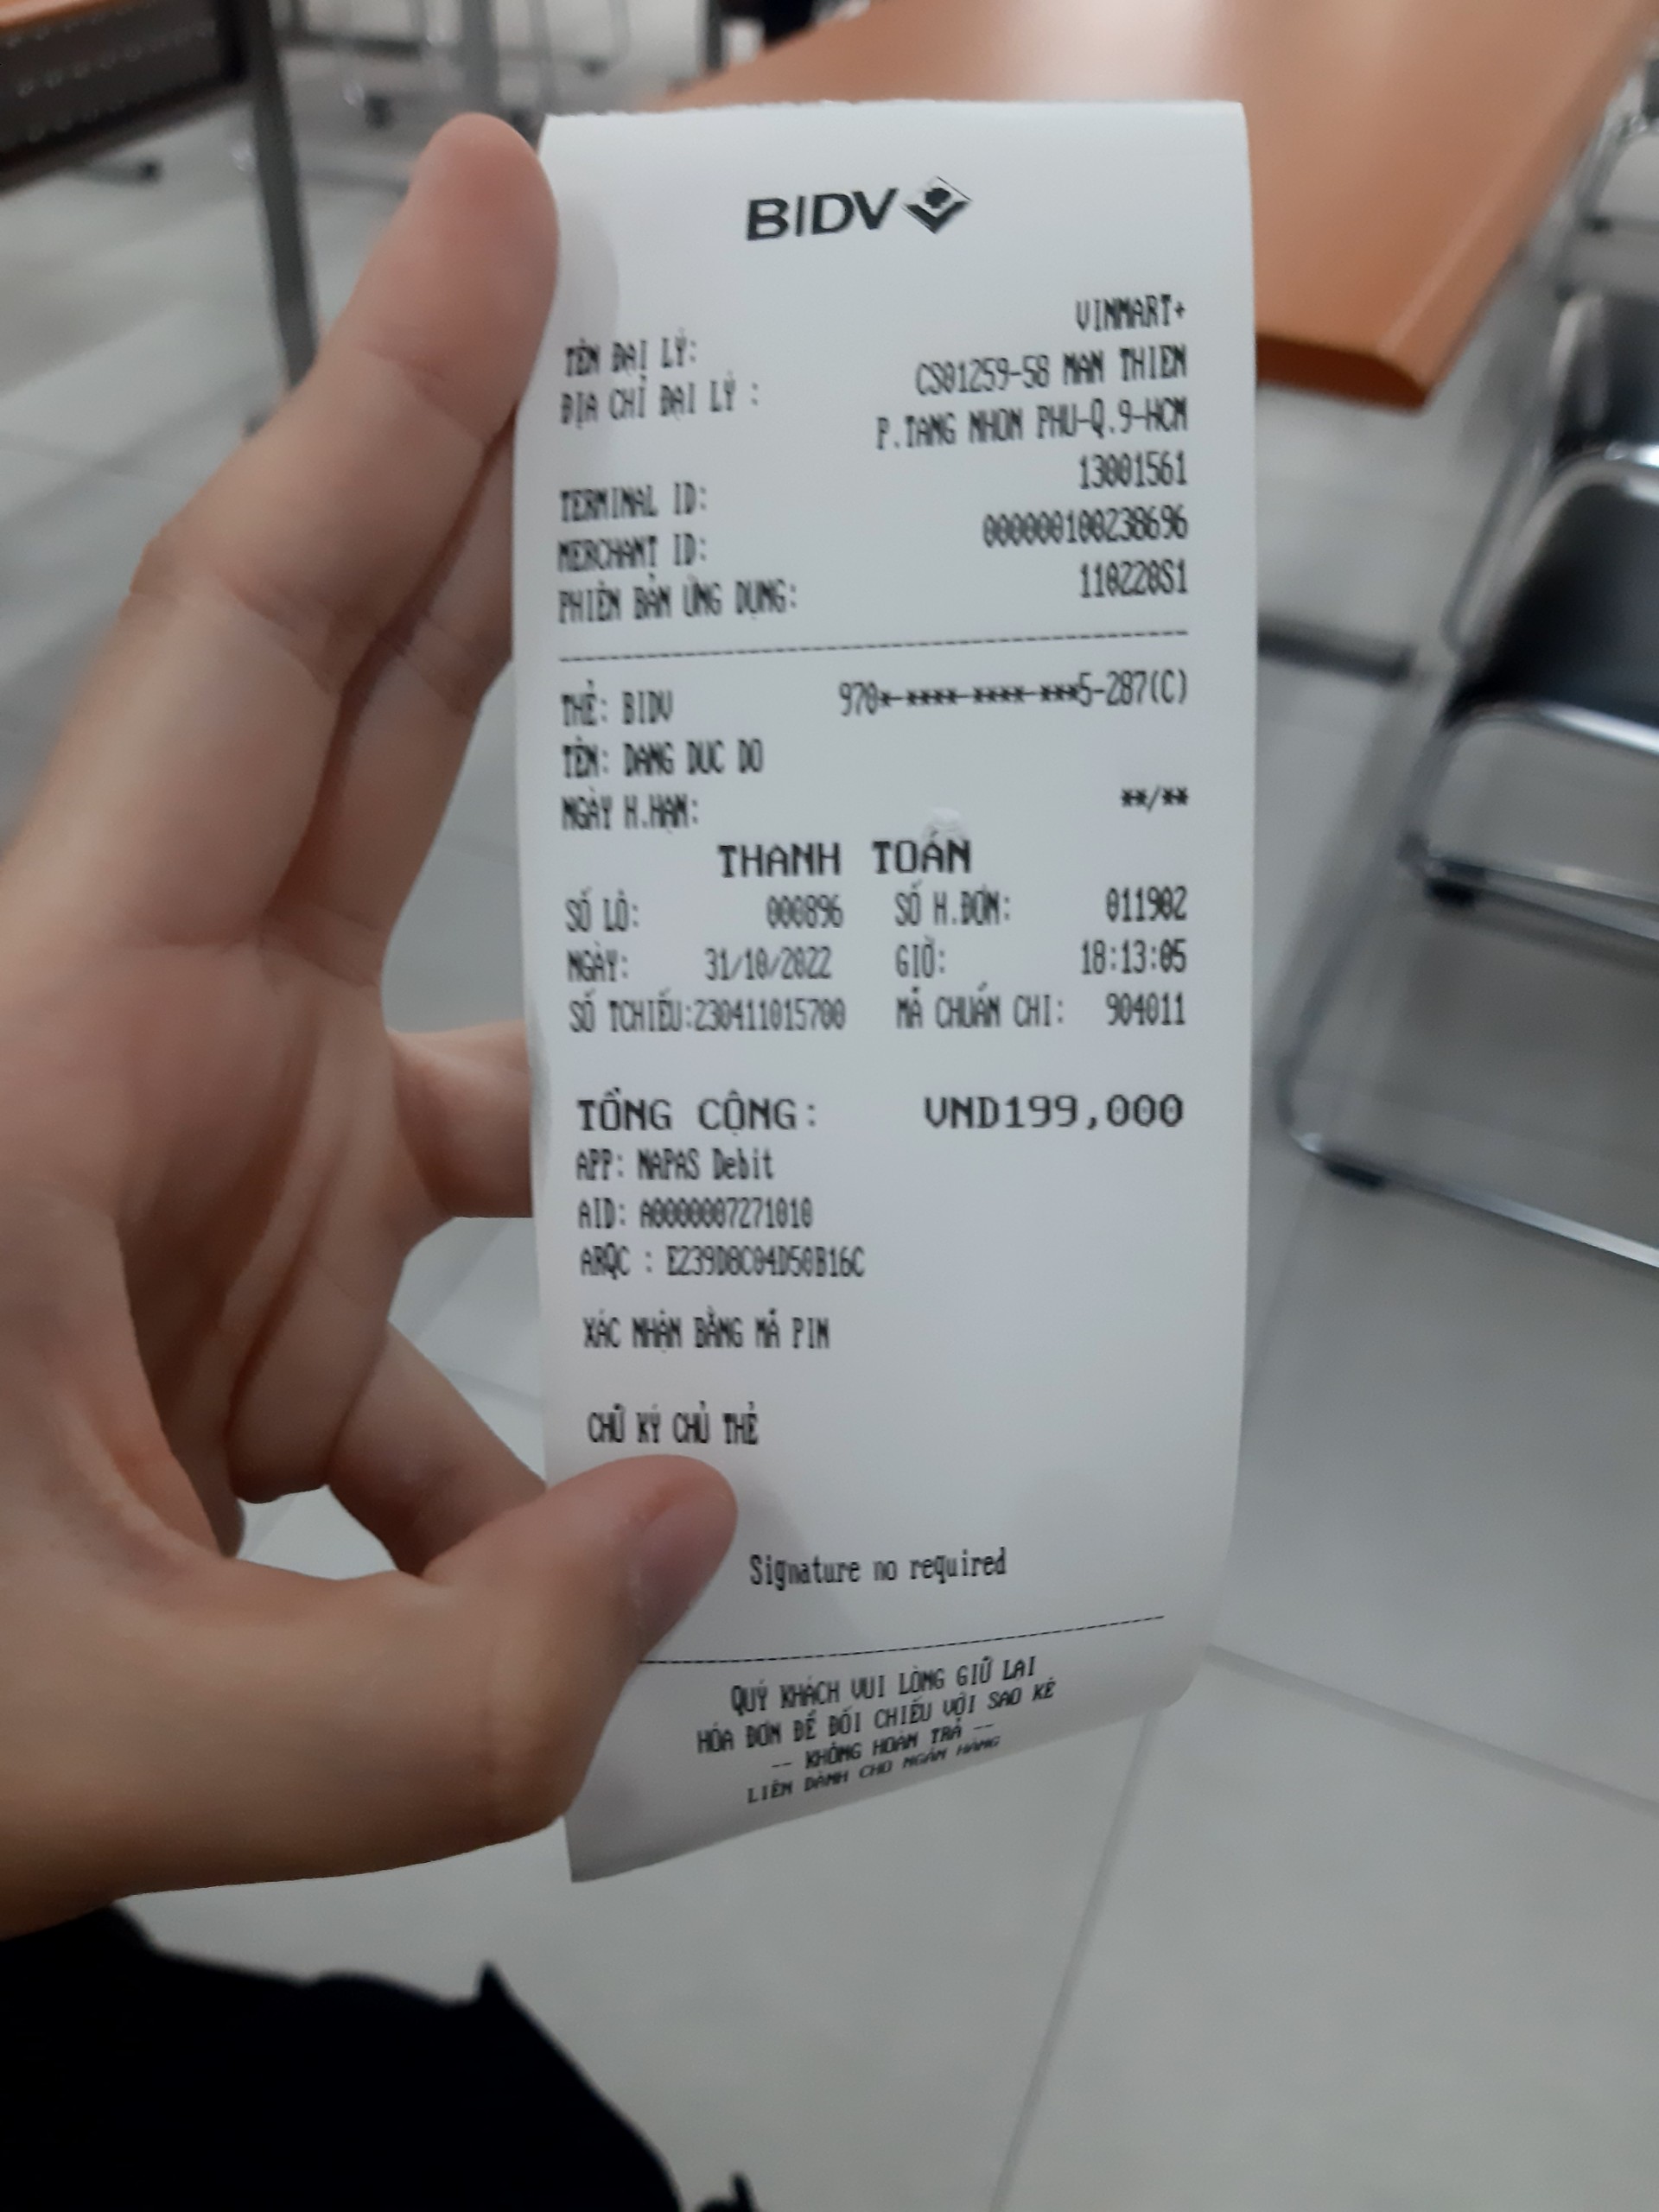 BIDV
TÊN ĐẠI LÝ: VINMART+
ĐỊA CHỈ ĐẠI LÝ : CS01259-58 MAN THIEN
P.TANG NHON PHU-Q.9-HCM
TERMINAL ID: 13001561
MERCHANT ID: 000000100238696
PHIÊN BẢN ỨNG DỤNG: 110220S1
THẺ: BIDV 970*-****-****-***5-287(C)
TÊN: DANG DUC DO
NGÀY H.HẠN: **/**
THANH TOÁN
SỐ LÔ: 000896 SỐ H.ĐƠN: 011902
NGÀY: 31/10/2022 GIỜ: 18:13:05
SỐ TCHIẾU:230411015700 MÃ CHUẨN CHI: 904011
TỔNG CỘNG: VND199,000
APP: NAPAS Debit
AID: A0000007271010
ARQC : E239D8C04D50B16C
XÁC NHẬN BẰNG MÃ PIN
CHỮ KÝ CHỦ THẺ
Signature no required
QUÝ KHÁCH VUI LÒNG GIỮ LẠI
HÓA ĐƠN ĐỂ ĐỐI CHIẾU VỚI SAO KÊ
-- KHÔNG HOÀN TRẢ --
LIÊN DÀNH CHO NGÂN HÀNG